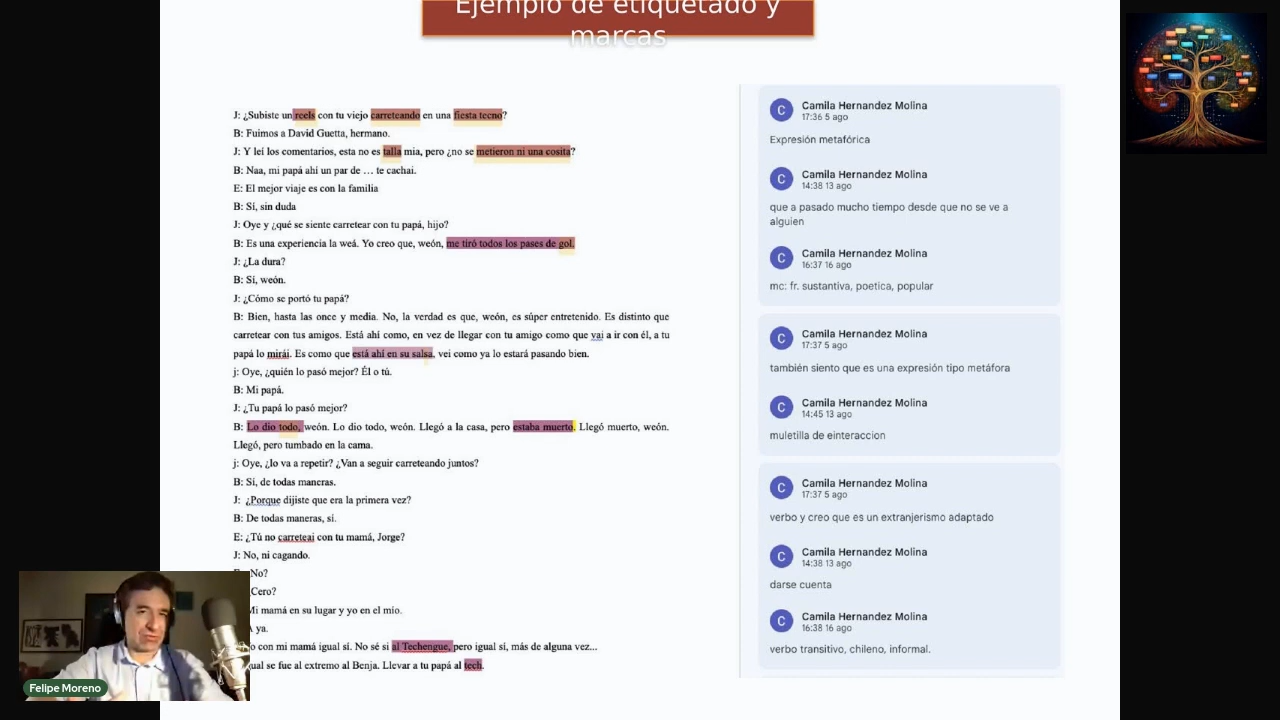 Ejemplo de etiquetado y
marcas
J: ¿Subiste un reels con tu viejo carreteando en una fiesta tecno?
B: Fuimos a David Guetta, hermano.
J: Y leí los comentarios, esta no es talla mia, pero ¿no se metieron ni una cosita?
B: Naa, mi papá ahí un par de … te cachai.
E: El mejor viaje es con la familia
B: Sí, sin duda
J: Oye y ¿qué se siente carretear con tu papá, hijo?
B: Es una experiencia la weá. Yo creo que, weón, me tiró todos los pases de gol.
J: ¿La dura?
B: Sí, weón.
J: ¿Cómo se portó tu papá?
B: Bien, hasta las once y media. No, la verdad es que, weón, es súper entretenido. Es distinto que
carretear con tus amigos. Está ahí como, en vez de llegar con tu amigo como que vai a ir con él, a tu
papá lo mirái. Es como que está ahí en su salsa, vei como ya lo estará pasando bien.
j: Oye, ¿quién lo pasó mejor? Él o tú.
B: Mi papá.
J: ¿Tu papá lo pasó mejor?
B: Lo dio todo, weón. Lo dio todo, weón. Llegó a la casa, pero estaba muerto. Llegó muerto, weón.
Llegó, pero tumbado en la cama.
j: Oye, ¿lo va a repetir? ¿Van a seguir carreteando juntos?
B: Sí, de todas maneras.
J: ¿Porque dijiste que era la primera vez?
B: De todas maneras, sí.
E: ¿Tú no carreteai con tu mamá, Jorge?
J: No, ni cagando.
¿No?
¿Cero?
Mi mamá en su lugar y yo en el mio.
ya.
con mi mamá igual sí. No sé si al Techengue, pero igual sí, más de alguna vez...
se fue al extremo al Benja. Llevar a tu papá al tech.
C Camila Hernandez Molina
17:36 5 ago
Expresión metafórica
C Camila Hernandez Molina
14:38 13 ago
que a pasado mucho tiempo desde que no se ve a
alguien
C Camila Hernandez Molina
16:37 16 ago
mc: fr. sustantiva, poetica, popular
C Camila Hernandez Molina
17:37 5 ago
también siento que es una expresión tipo metáfora
C Camila Hernandez Molina
14:45 13 ago
muletilla de einteraccion
C Camila Hernandez Molina
17:37 5 ago
verbo y creo que es un extranjerismo adaptado
C Camila Hernandez Molina
14:38 13 ago
darse cuenta
C Camila Hernandez Molina
16:38 16 ago
verbo transitivo, chileno, informal.
Felipe Moreno